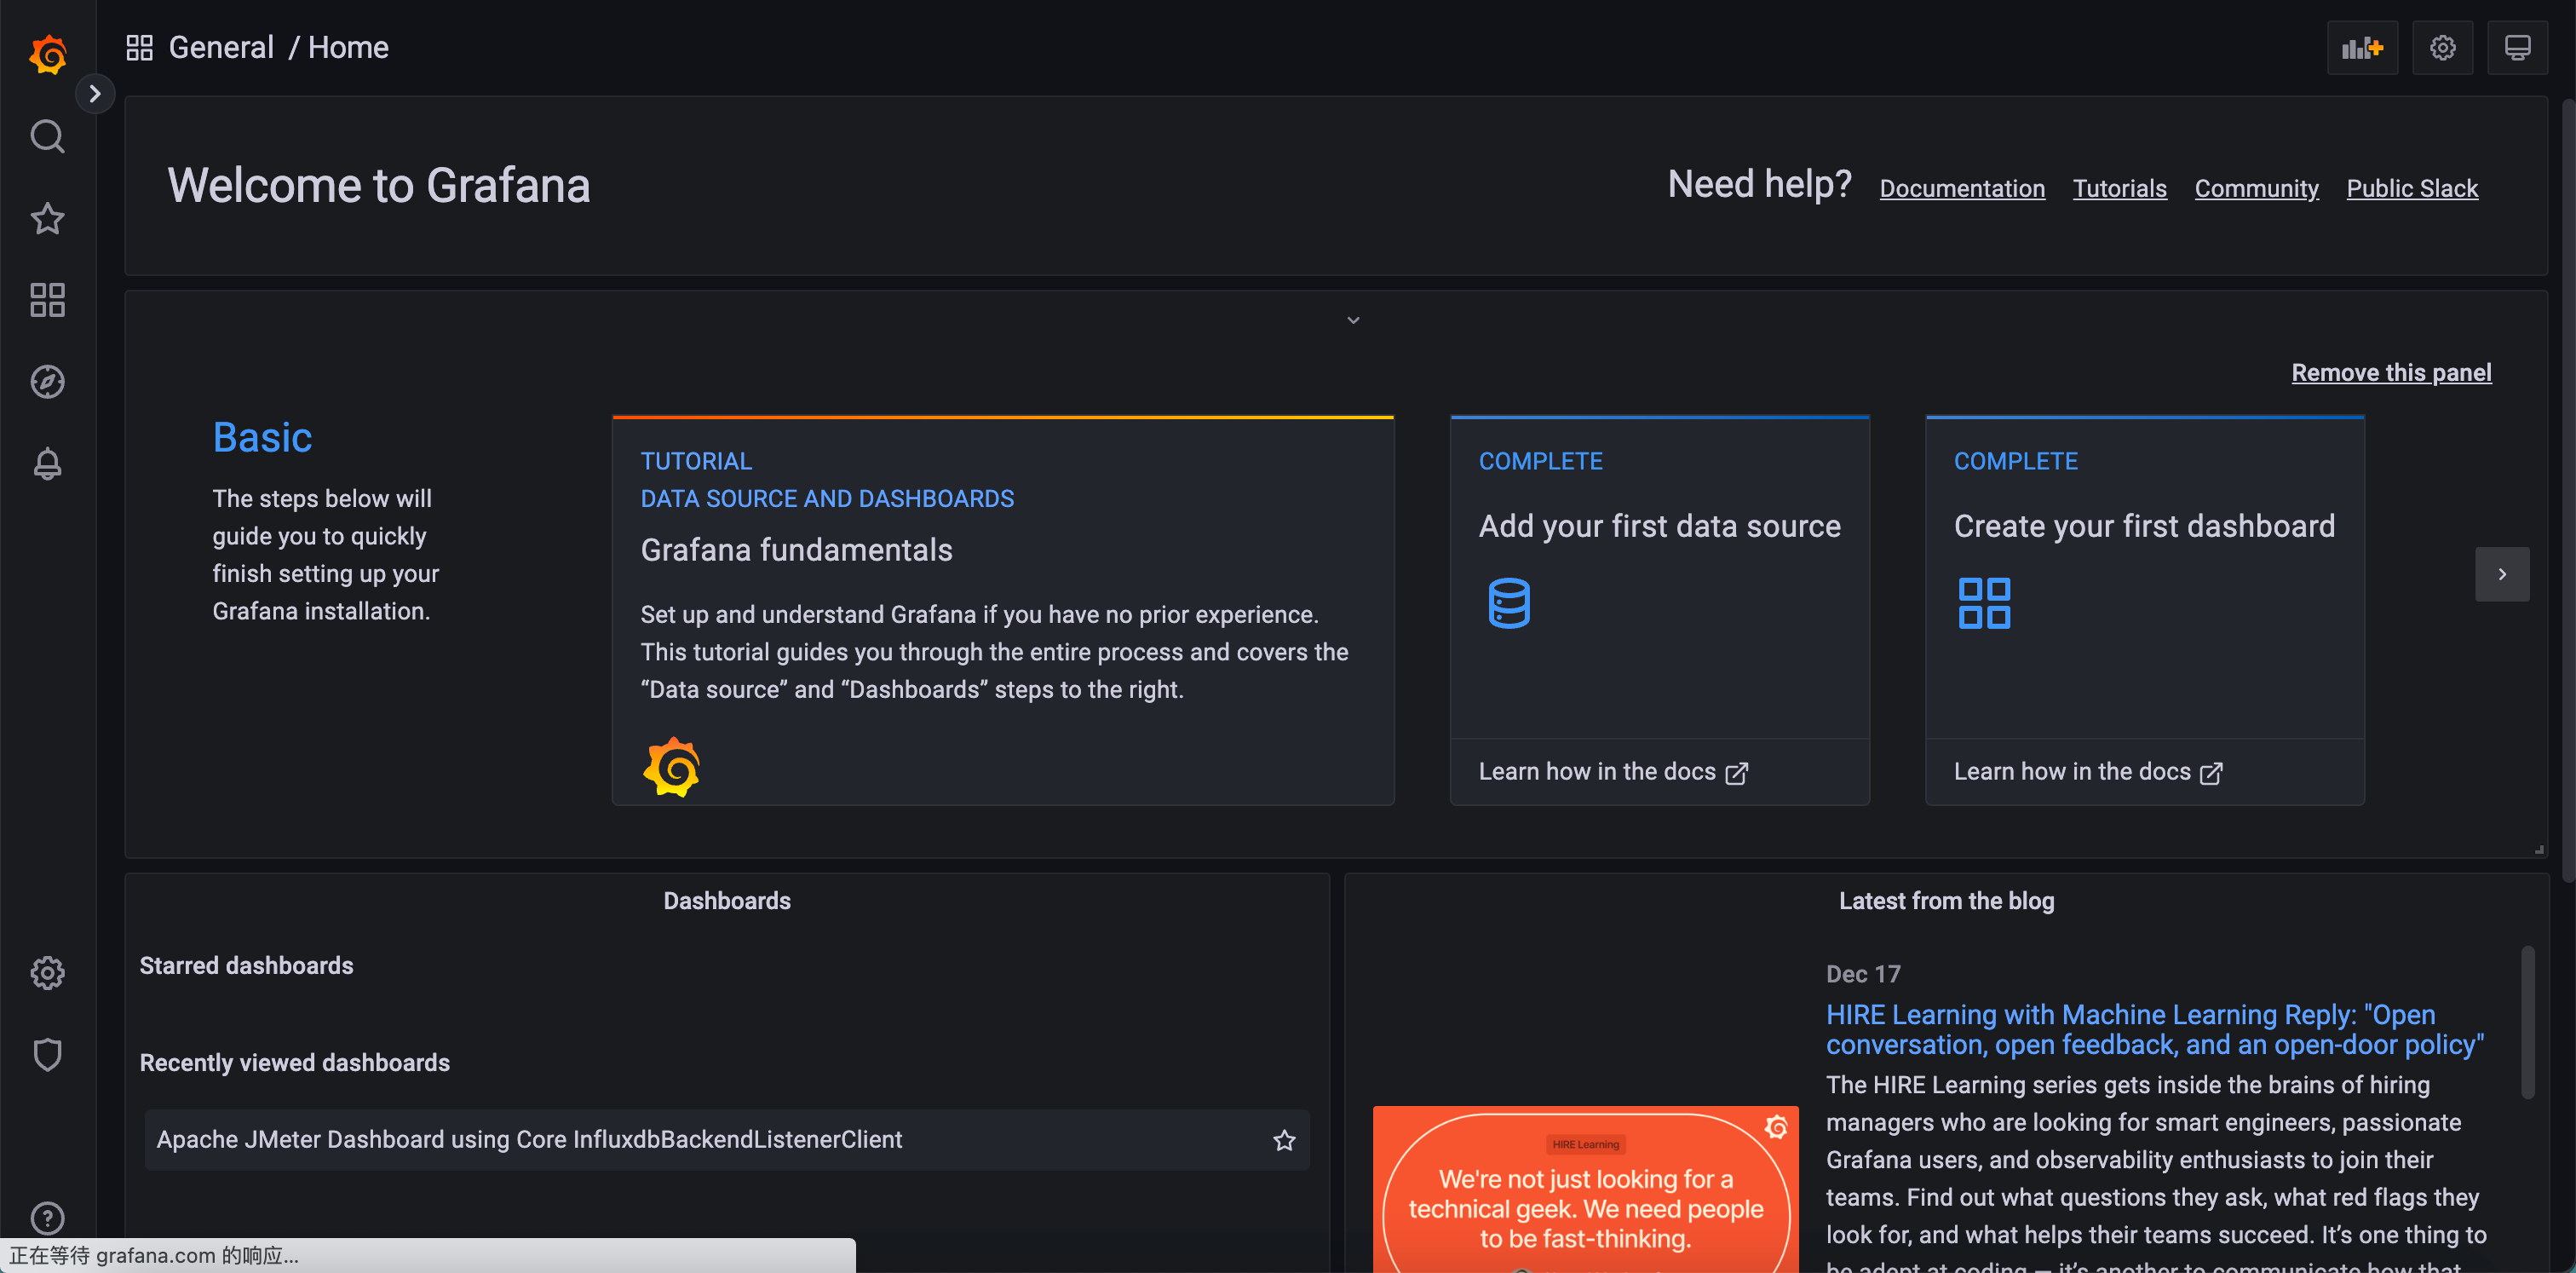 General / Home
Welcome to Grafana
Need help? Documentation Tutorials Community Public Slack
Remove this panel
Basic
The steps below will
guide you to quickly
finish setting up your
Grafana installation.
TUTORIAL
DATA SOURCE AND DASHBOARDS
Grafana fundamentals
Set up and understand Grafana if you have no prior experience.
This tutorial guides you through the entire process and covers the
“Data source” and “Dashboards” steps to the right.
COMPLETE
Add your first data source
Learn how in the docs
COMPLETE
Create your first dashboard
Learn how in the docs
Dashboards
Starred dashboards
Recently viewed dashboards
Apache JMeter Dashboard using Core InfluxdbBackendListenerClient
Latest from the blog
HIRE Learning
We're not just looking for a
technical geek. We need people
to be fast-thinking.
Dec 17
HIRE Learning with Machine Learning Reply: "Open
conversation, open feedback, and an open-door policy"
The HIRE Learning series gets inside the brains of hiring
managers who are looking for smart engineers, passionate
Grafana users, and observability enthusiasts to join their
teams. Find out what questions they ask, what red flags they
look for, and what helps their teams succeed. It’s one thing to
be adept at coding — it’s another to communicate how that
正在等待 grafana.com 的响应...